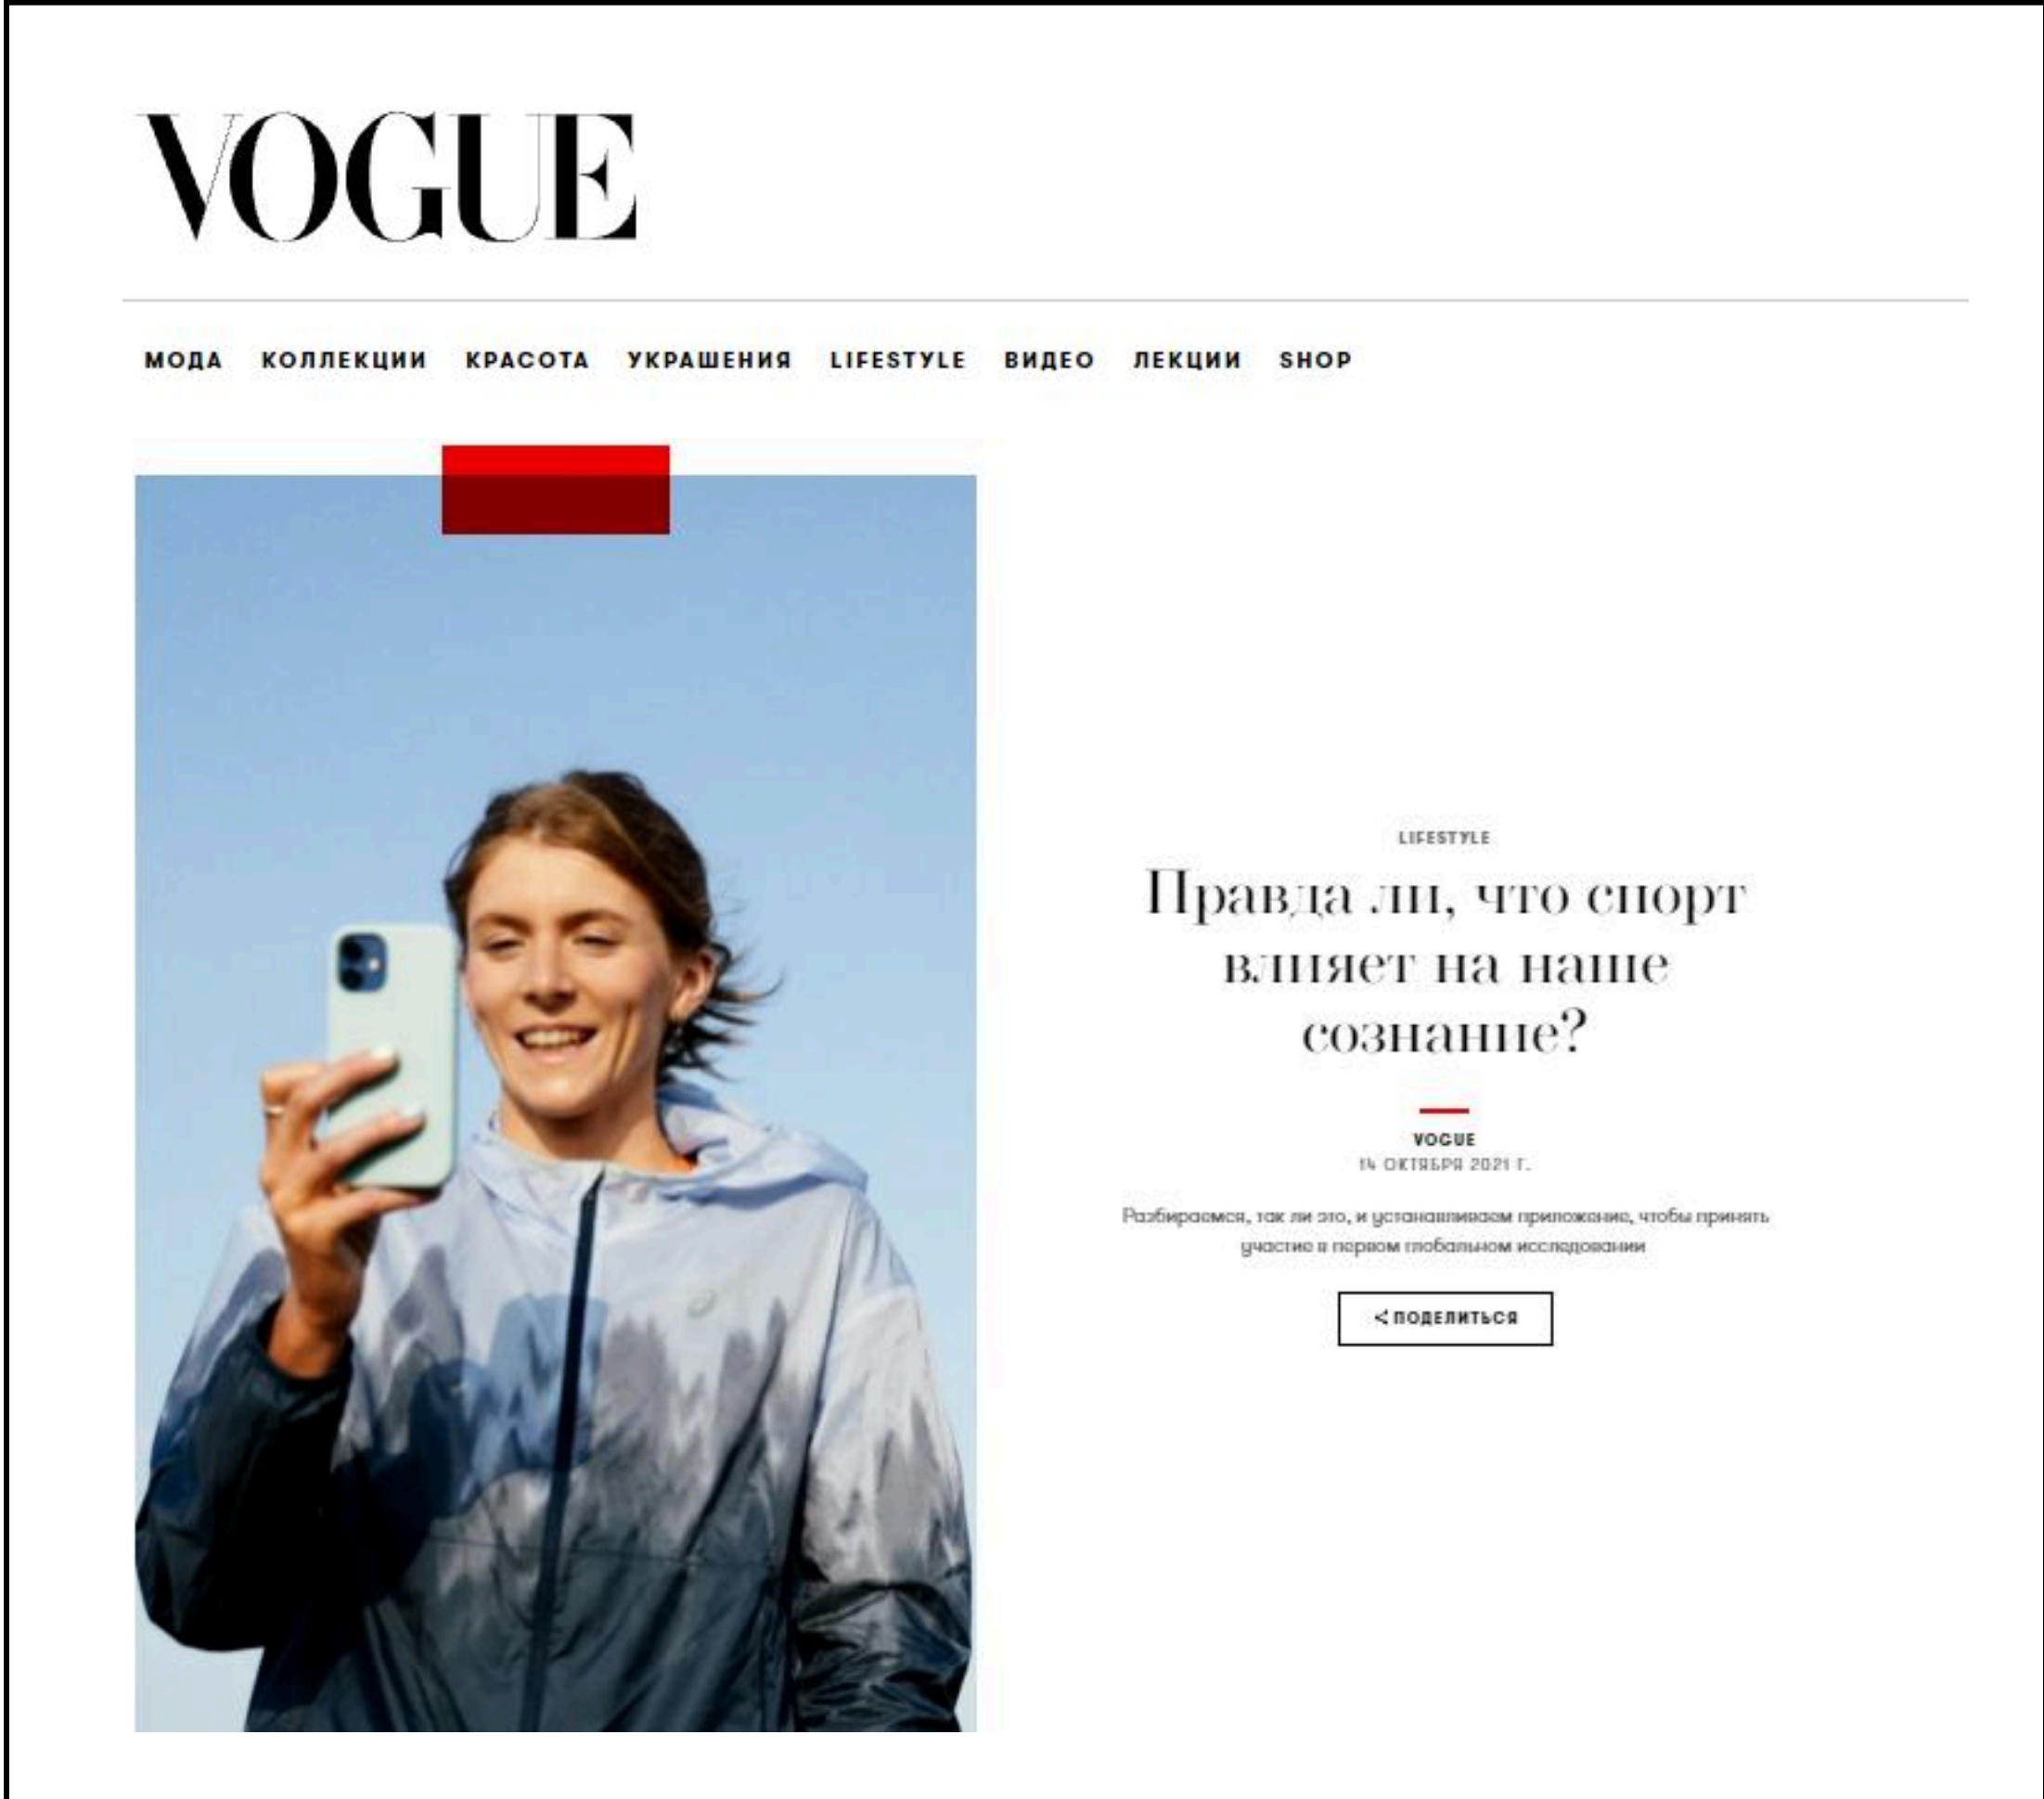 VOGUE
МОДА КОЛЛЕКЦИИ КРАСОТА УКРАШЕНИЯ LIFESTYLE ВИДЕО ЛЕКЦИИ SHOP
LIFESTYLE
Правда ли, что спорт
влияет на наше
сознание?
VOGUE
14 ОКТЯБРЯ 2021 Г.
Разбираемся, так ли это, и устанавливаем приложение, чтобы принять
участие в первом глобальном исследовании
ПОДЕЛИТЬСЯ